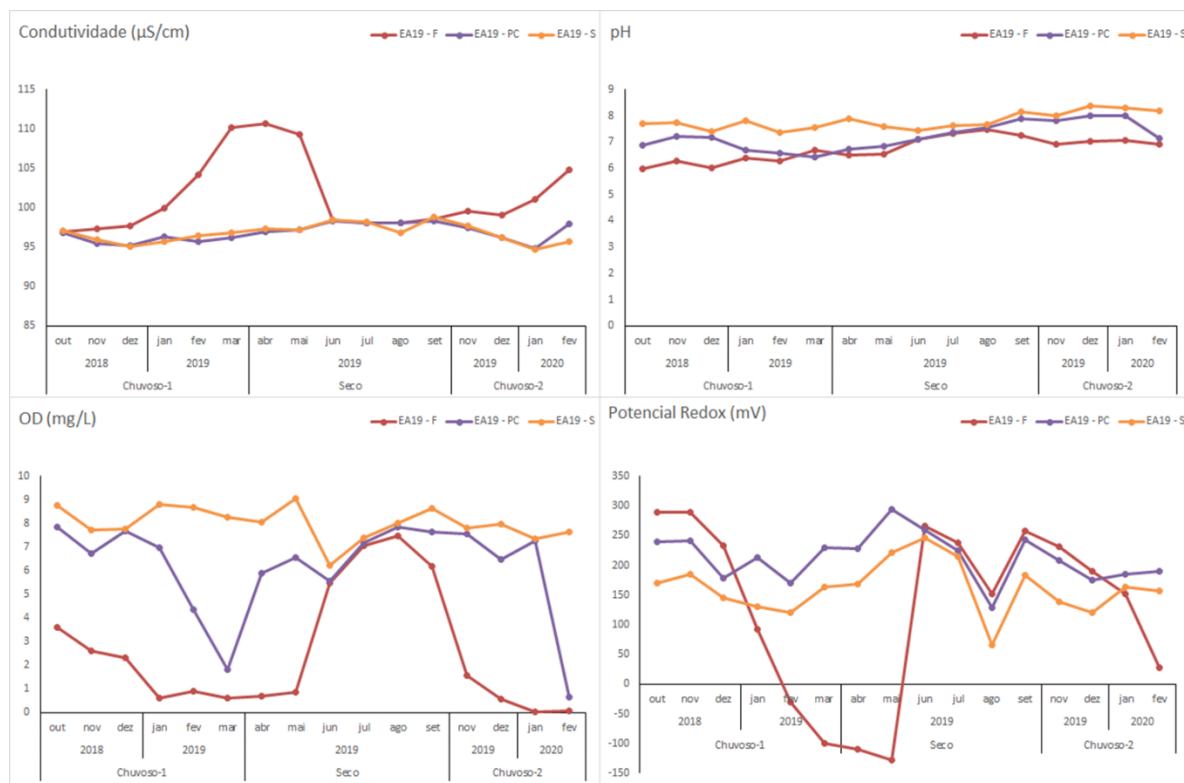 Condutividade (µS/cm)
EA19 - F EA19 - PC EA19 - S
115
110
105
100
95
90
85
out nov dez jan fev mar abr mai jun jul ago set nov dez jan fev
2018 2019 2019 2019 2020
Chuvoso-1 Seco Chuvoso-2
pH
EA19 - F EA19 - PC EA19 - S
9
8
7
6
5
4
3
2
1
0
out nov dez jan fev mar abr mai jun jul ago set nov dez jan fev
2018 2019 2019 2019 2020
Chuvoso-1 Seco Chuvoso-2
OD (mg/L)
EA19 - F EA19 - PC EA19 - S
10
9
8
7
6
5
4
3
2
1
0
out nov dez jan fev mar abr mai jun jul ago set nov dez jan fev
2018 2019 2019 2019 2020
Chuvoso-1 Seco Chuvoso-2
Potencial Redox (mV)
EA19 - F EA19 - PC EA19 - S
350
300
250
200
150
100
50
0
-50
-100
-150
out nov dez jan fev mar abr mai jun jul ago set nov dez jan fev
2018 2019 2019 2019 2020
Chuvoso-1 Seco Chuvoso-2